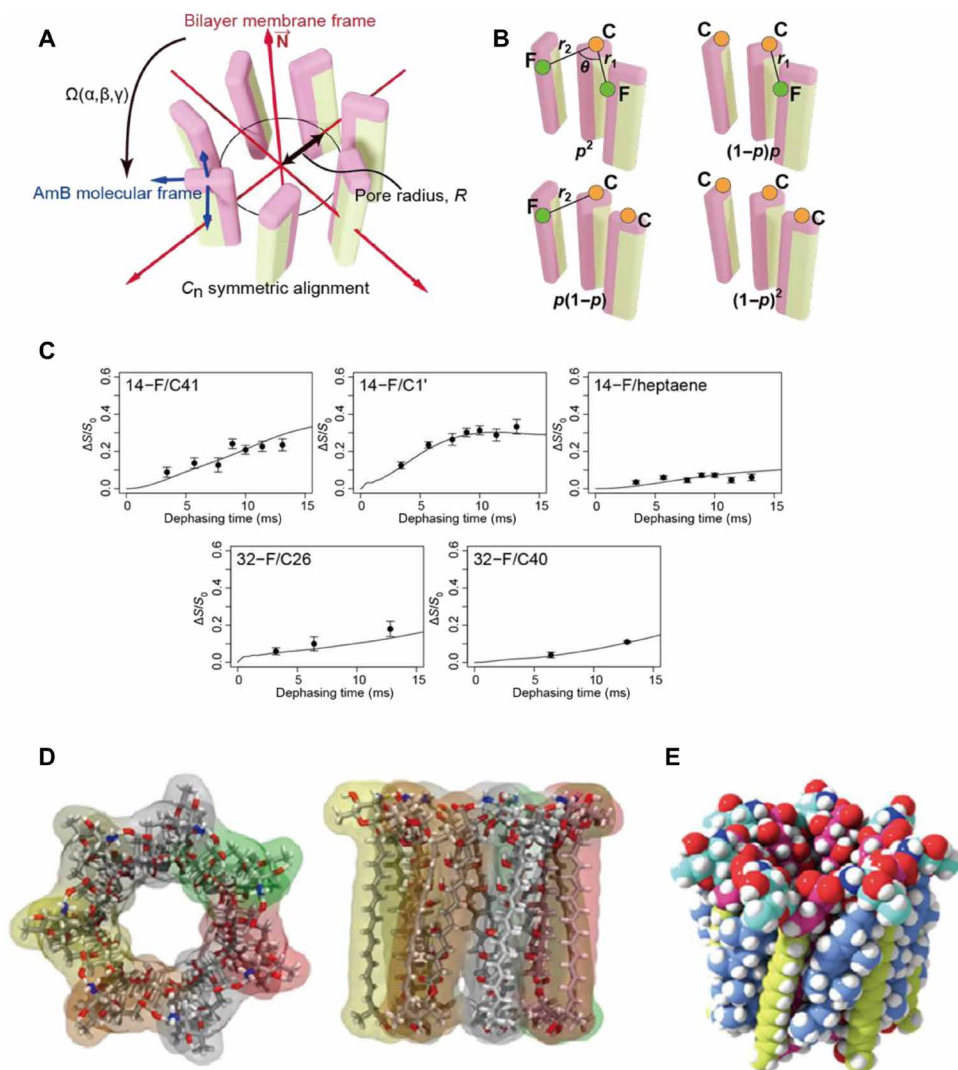 A
Bilayer membrane frame
N
Ω(α,β,γ)
AmB molecular frame
Pore radius, R
Cn symmetric alignment
B
C
r2
r1
F
θ
F
p2
C
C
r1
F
(1−p)p
C
r2
F
C
p(1−p)
C
C
C
(1−p)2
C
14−F/C41
ΔS/S0
0.6
0.4
0.2
0.0
0
5
10
15
Dephasing time (ms)
14−F/C1'
ΔS/S0
0.6
0.4
0.2
0.0
0
5
10
15
Dephasing time (ms)
14−F/heptaene
ΔS/S0
0.6
0.4
0.2
0.0
0
5
10
15
Dephasing time (ms)
32−F/C26
ΔS/S0
0.6
0.4
0.2
0.0
0
5
10
15
Dephasing time (ms)
32−F/C40
ΔS/S0
0.6
0.4
0.2
0.0
0
5
10
15
Dephasing time (ms)
D
E